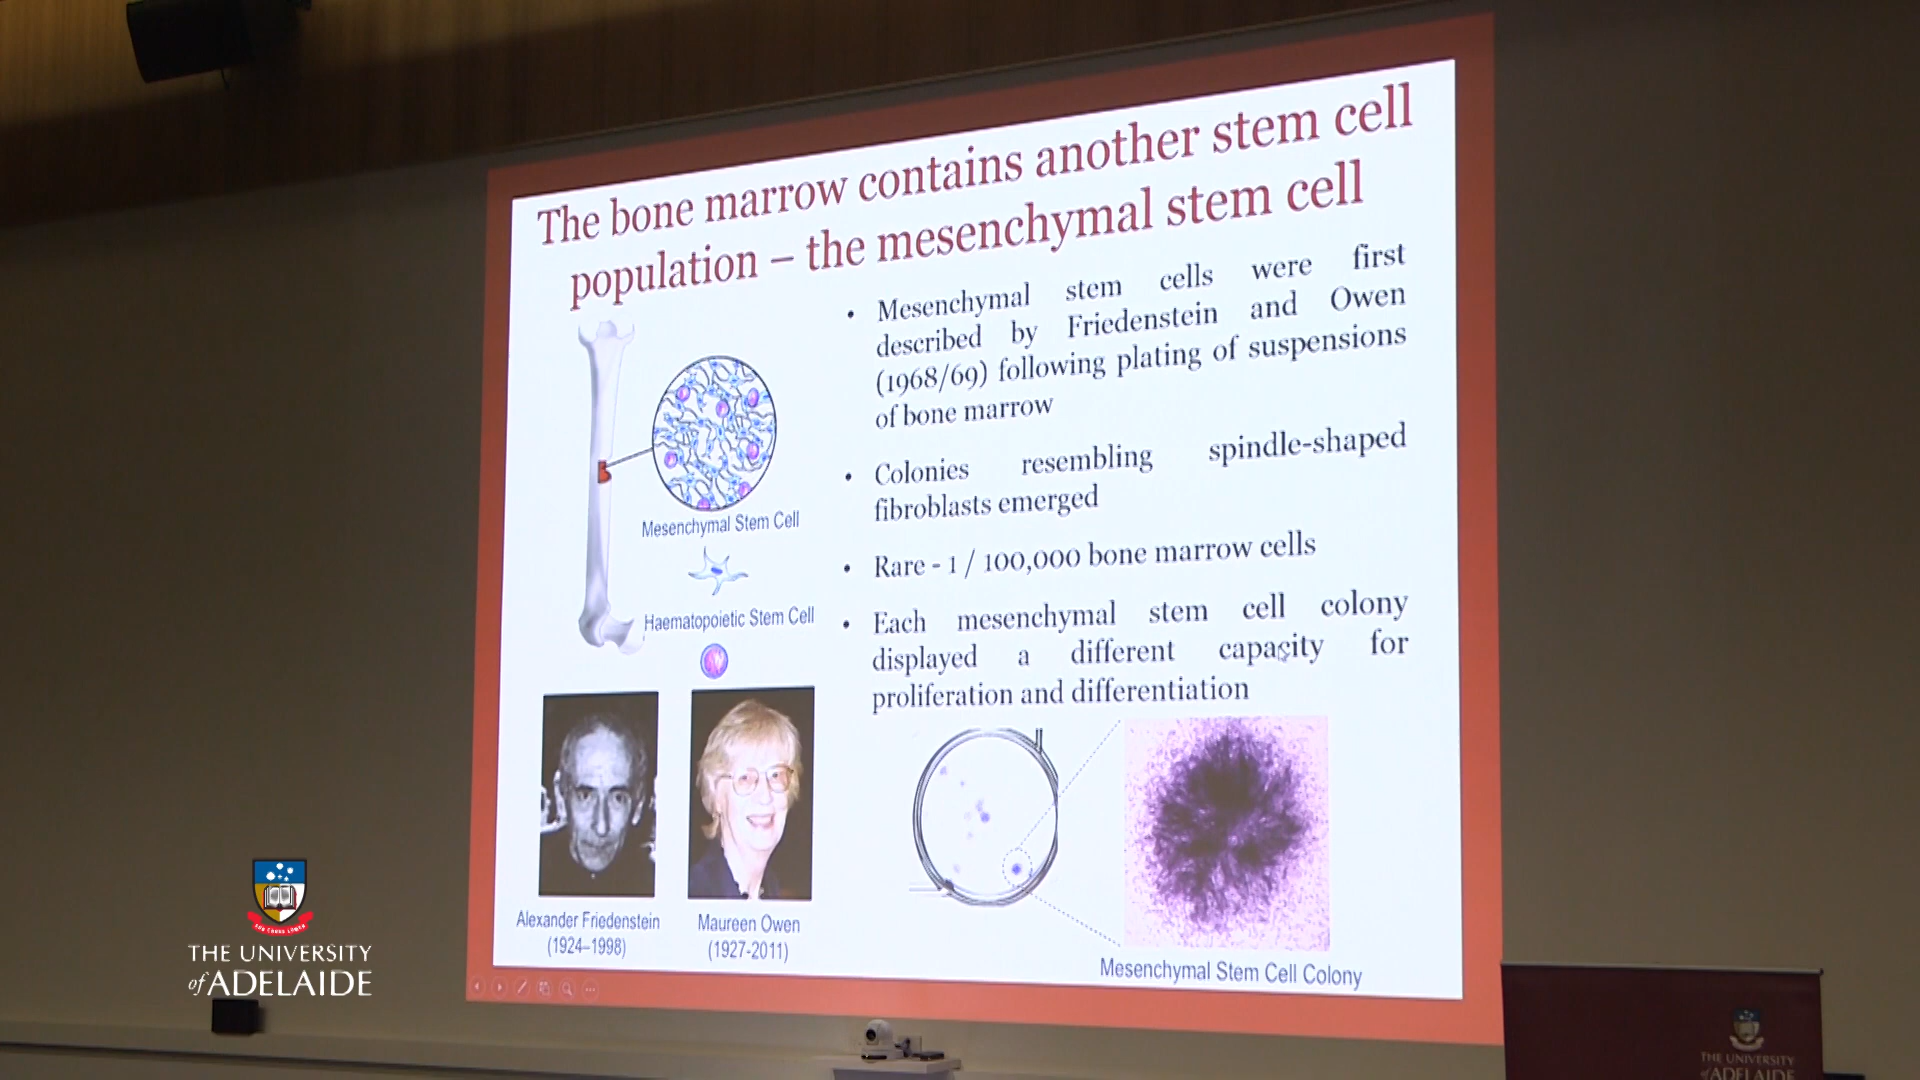 The bone marrow contains another stem cell
population – the mesenchymal stem cell
• Mesenchymal stem cells were first
described by Friedenstein and Owen
(1968/69) following plating of suspensions
of bone marrow
• Colonies resembling spindle-shaped
fibroblasts emerged
• Rare - 1 / 100,000 bone marrow cells
• Each mesenchymal stem cell colony
displayed a different capacity for
proliferation and differentiation
Mesenchymal Stem Cell
Haematopoietic Stem Cell
Alexander Friedenstein
(1924–1998)
Maureen Owen
(1927-2011)
Mesenchymal Stem Cell Colony
THE UNIVERSITY
of ADELAIDE
THE UNIVERSITY
of ADELAIDE